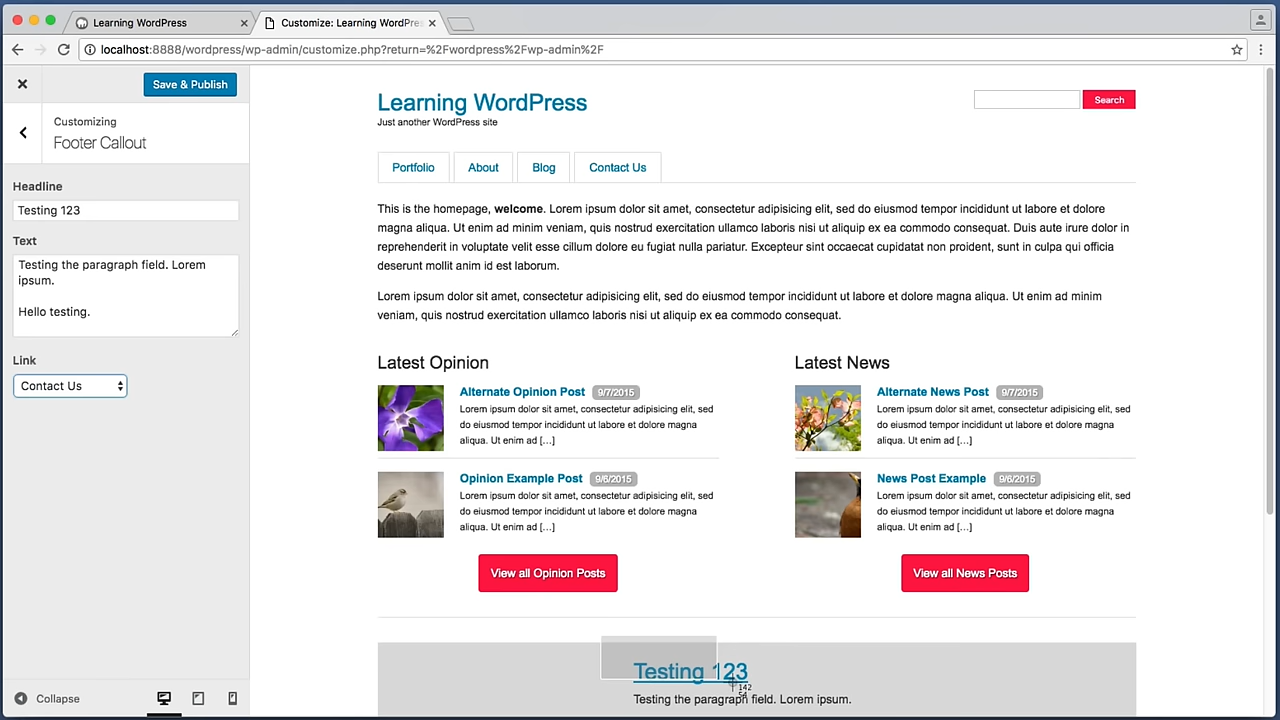 Learning WordPress
Customize: Learning WordPres
localhost:8888/wordpress/wp-admin/customize.php?return=%2Fwordpress%2Fwp-admin%2F
Save & Publish
Customizing
Footer Callout
Headline
Testing 123
Text
Testing the paragraph field. Lorem
ipsum.
Hello testing.
Link
Contact Us
Collapse
Learning WordPress
Just another WordPress site
Search
Portfolio
About
Blog
Contact Us
This is the homepage, welcome. Lorem ipsum dolor sit amet, consectetur adipisicing elit, sed do eiusmod tempor incididunt ut labore et dolore
magna aliqua. Ut enim ad minim veniam, quis nostrud exercitation ullamco laboris nisi ut aliquip ex ea commodo consequat. Duis aute irure dolor in
reprehenderit in voluptate velit esse cillum dolore eu fugiat nulla pariatur. Excepteur sint occaecat cupidatat non proident, sunt in culpa qui officia
deserunt mollit anim id est laborum.
Lorem ipsum dolor sit amet, consectetur adipisicing elit, sed do eiusmod tempor incididunt ut labore et dolore magna aliqua. Ut enim ad minim
veniam, quis nostrud exercitation ullamco laboris nisi ut aliquip ex ea commodo consequat.
Latest Opinion
Alternate Opinion Post 9/7/2015
Lorem ipsum dolor sit amet, consectetur adipisicing elit, sed
do eiusmod tempor incididunt ut labore et dolore magna
aliqua. Ut enim ad [...]
Opinion Example Post 9/6/2015
Lorem ipsum dolor sit amet, consectetur adipisicing elit, sed
do eiusmod tempor incididunt ut labore et dolore magna
aliqua. Ut enim ad [...]
View all Opinion Posts
Latest News
Alternate News Post 9/7/2015
Lorem ipsum dolor sit amet, consectetur adipisicing elit, sed
do eiusmod tempor incididunt ut labore et dolore magna
aliqua. Ut enim ad [...]
News Post Example 9/6/2015
Lorem ipsum dolor sit amet, consectetur adipisicing elit, sed
do eiusmod tempor incididunt ut labore et dolore magna
aliqua. Ut enim ad [...]
View all News Posts
Testing 123
142
Testing the paragraph field. Lorem ipsum.